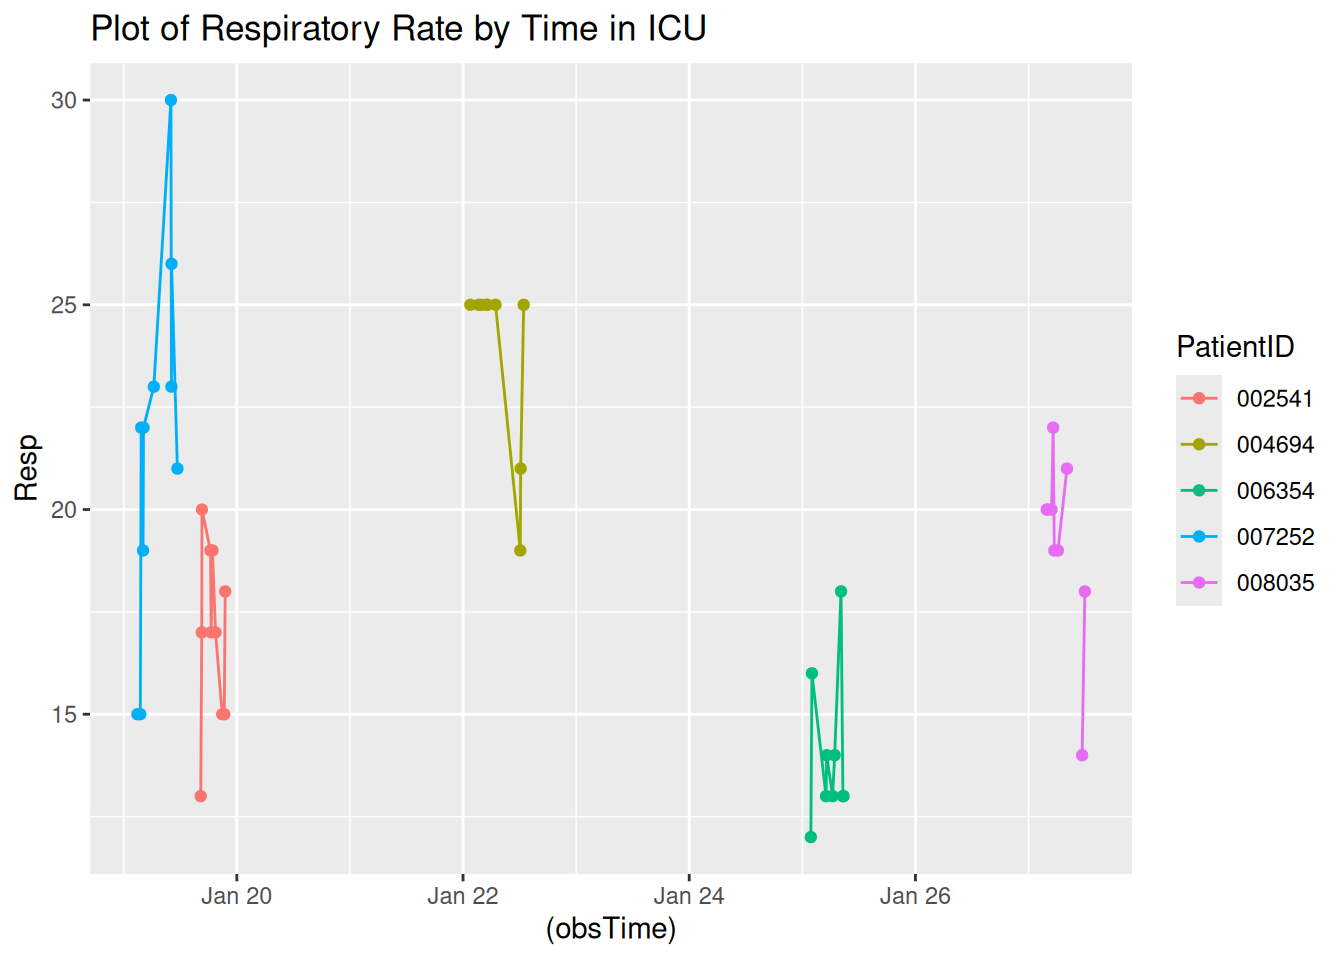 Plot of Respiratory Rate by Time in ICU
30
25
20
15
Resp
Jan 20
Jan 22
Jan 24
Jan 26
(obsTime)
PatientID
002541
004694
006354
007252
008035